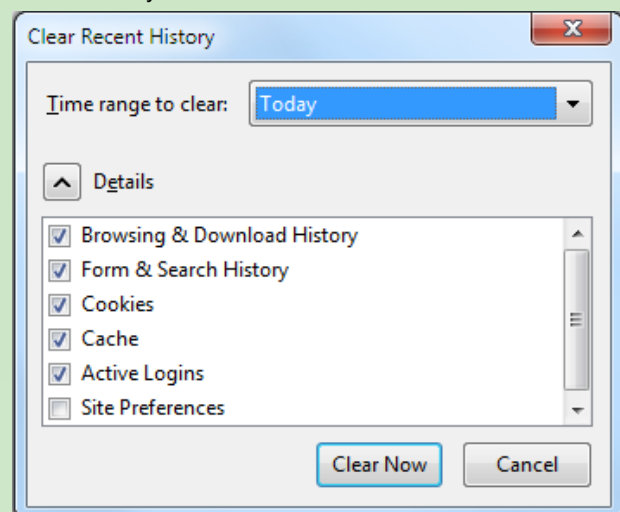 Clear Recent History
Time range to clear: Today
Details
Browsing & Download History
Form & Search History
Cookies
Cache
Active Logins
Site Preferences
Clear Now Cancel